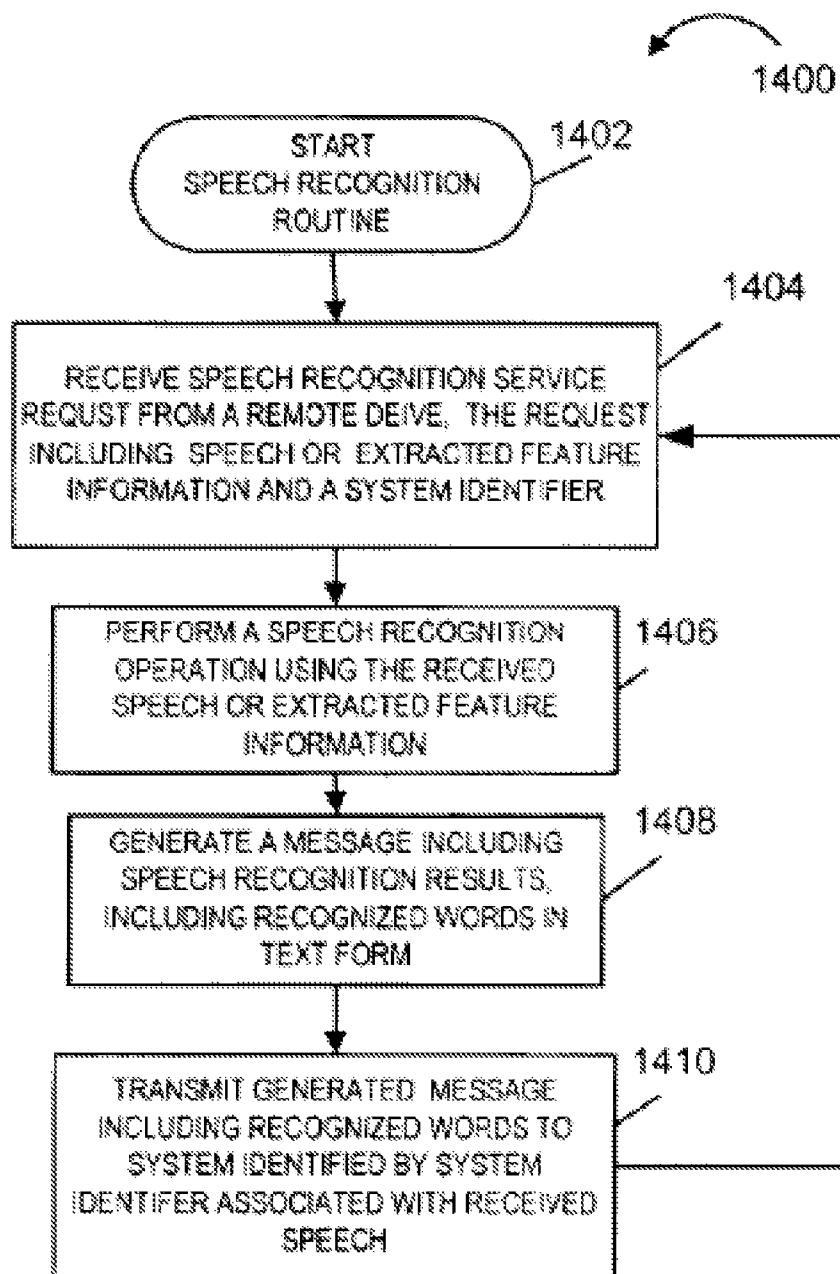 1400
START
SPEECH RECOGNITION
ROUTINE
1402
1404
RECEIVE SPEECH RECOGNITION SERVICE
REQUST FROM A REMOTE DEIVE, THE REQUEST
INCLUDING SPEECH OR EXTRACTED FEATURE
INFORMATION AND A SYSTEM IDENTIFIER
PERFORM A SPEECH RECOGNITION
OPERATION USING THE RECEIVED
SPEECH OR EXTRACTED FEATURE
INFORMATION
1406
GENERATE A MESSAGE INCLUDING
SPEECH RECOGNITION RESULTS,
INCLUDING RECOGNIZED WORDS IN
TEXT FORM
1408
TRANSMIT GENERATED MESSAGE
INCLUDING RECOGNIZED WORDS TO
SYSTEM IDENTIFIED BY SYSTEM
IDENTIFER ASSOCIATED WITH RECEIVED
SPEECH
1410